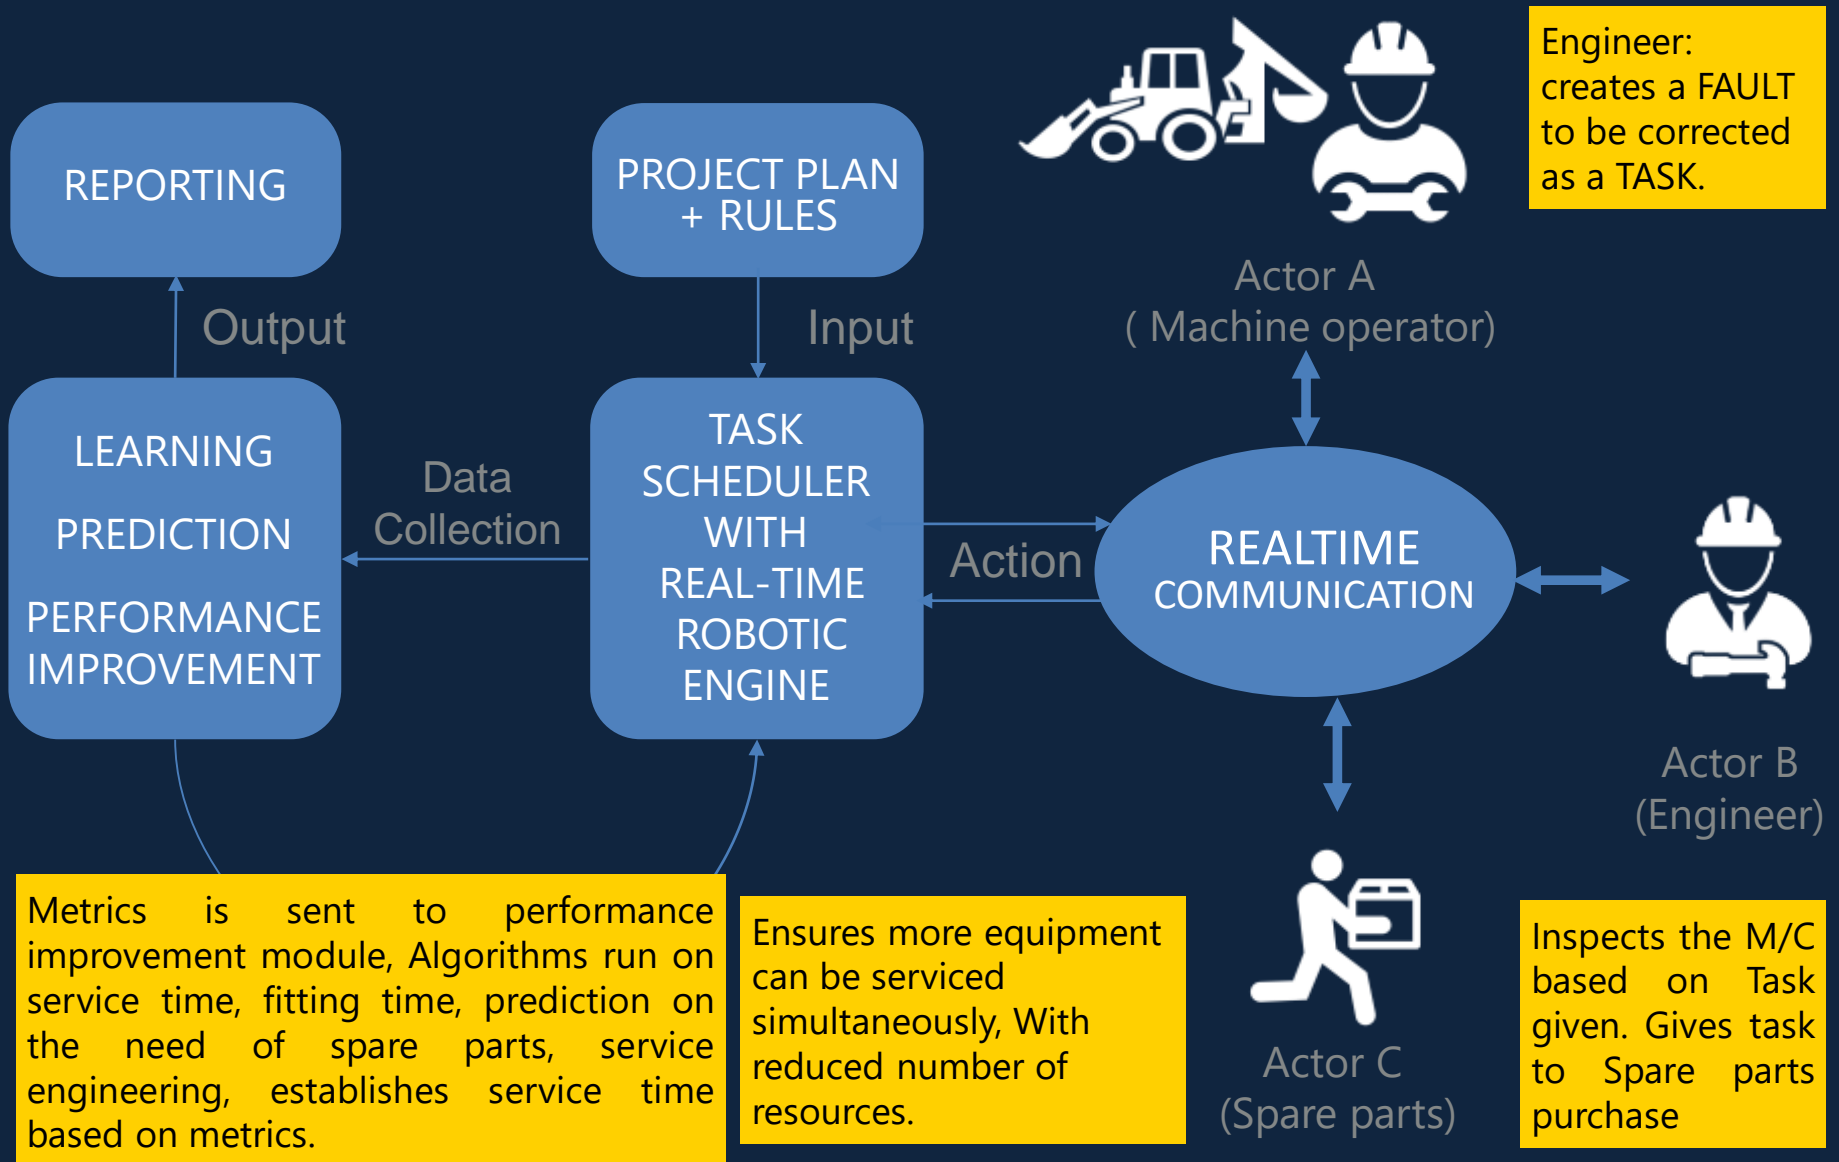 Engineer:
creates a FAULT
to be corrected
as a TASK.
REPORTING
PROJECT PLAN
+ RULES
Actor A
( Machine operator)
Output
Input
LEARNING
PREDICTION
PERFORMANCE
IMPROVEMENT
Data
Collection
TASK
SCHEDULER
WITH
REAL-TIME
ROBOTIC
ENGINE
Action
REALTIME
COMMUNICATION
Actor B
(Engineer)
Metrics is sent to performance
improvement module, Algorithms run on
service time, fitting time, prediction on
the need of spare parts, service
engineering, establishes service time
based on metrics.
Ensures more equipment
can be serviced
simultaneously, With
reduced number of
resources.
Actor C
(Spare parts)
Inspects the M/C
based on Task
given. Gives task
to Spare parts
purchase